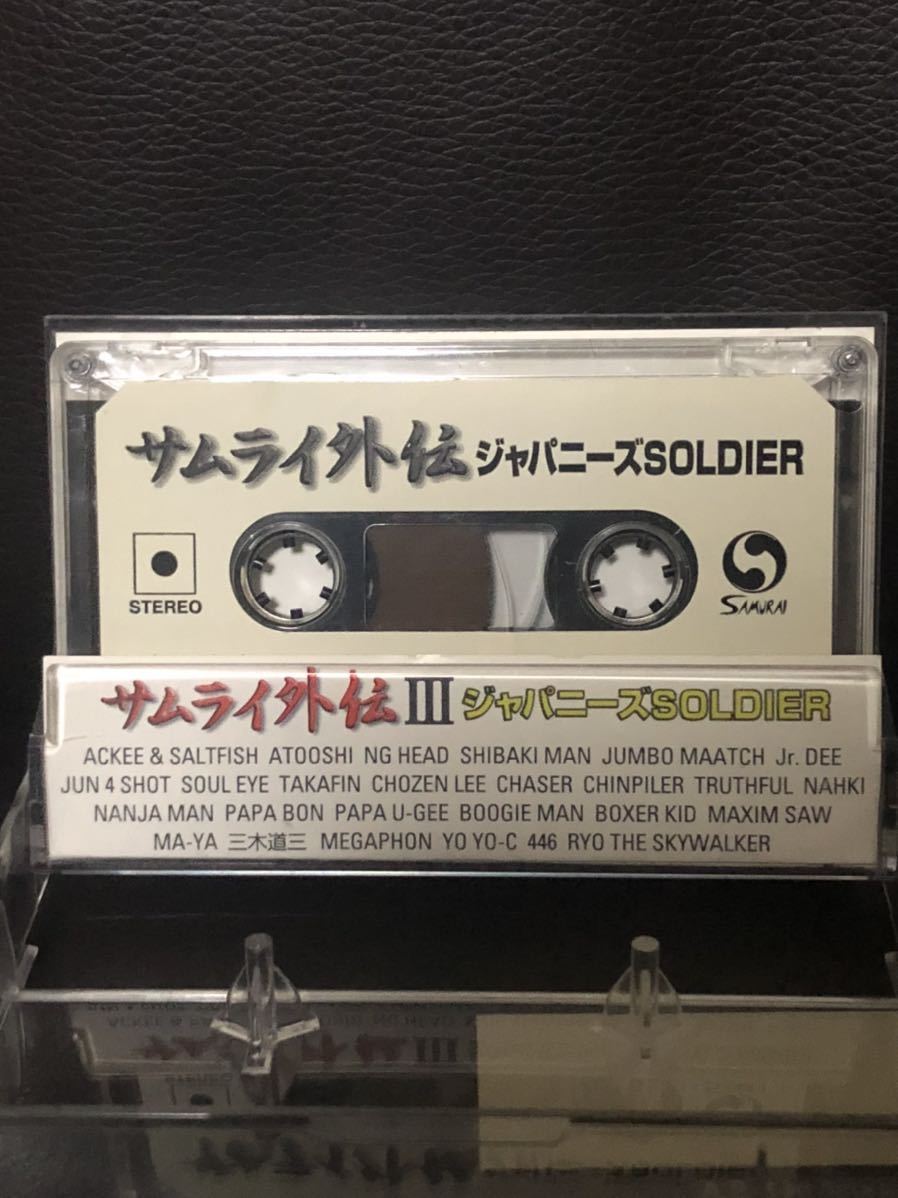 サムライ外伝 ジャパニーズSOLDIER
STEREO
SAMURAI
サムライ外伝 III ジャパニーズSOLDIER
ACKEE & SALTFISH ATOOSHI NG HEAD SHIBAKI MAN JUMBO MAATCH Jr. DEE
JUN 4 SHOT SOUL EYE TAKAFIN CHOZEN LEE CHASER CHINPILER TRUTHFUL NAHKI
NANJA MAN PAPA BON PAPA U-GEE BOOGIE MAN BOXER KID MAXIM SAW
MA-YA 三木道三 MEGAPHON YO YO-C 446 RYO THE SKYWALKER